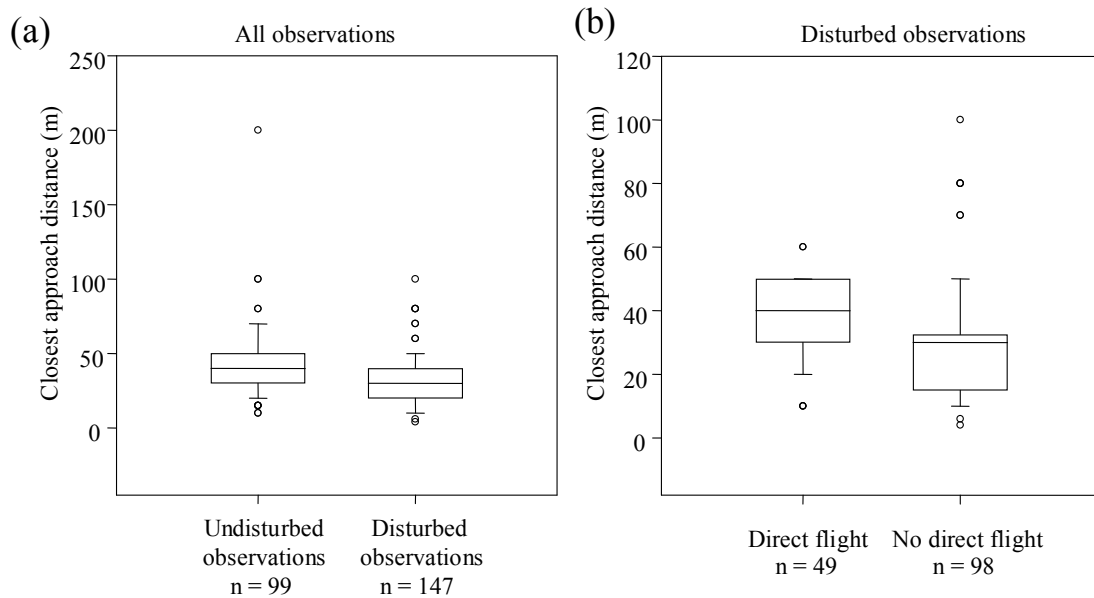 (a)
All observations
Closest approach distance (m)
250
200
150
100
50
0
Undisturbed
observations
n = 99
Disturbed
observations
n = 147
(b)
Disturbed observations
Closest approach distance (m)
120
100
80
60
40
20
0
Direct flight
n = 49
No direct flight
n = 98